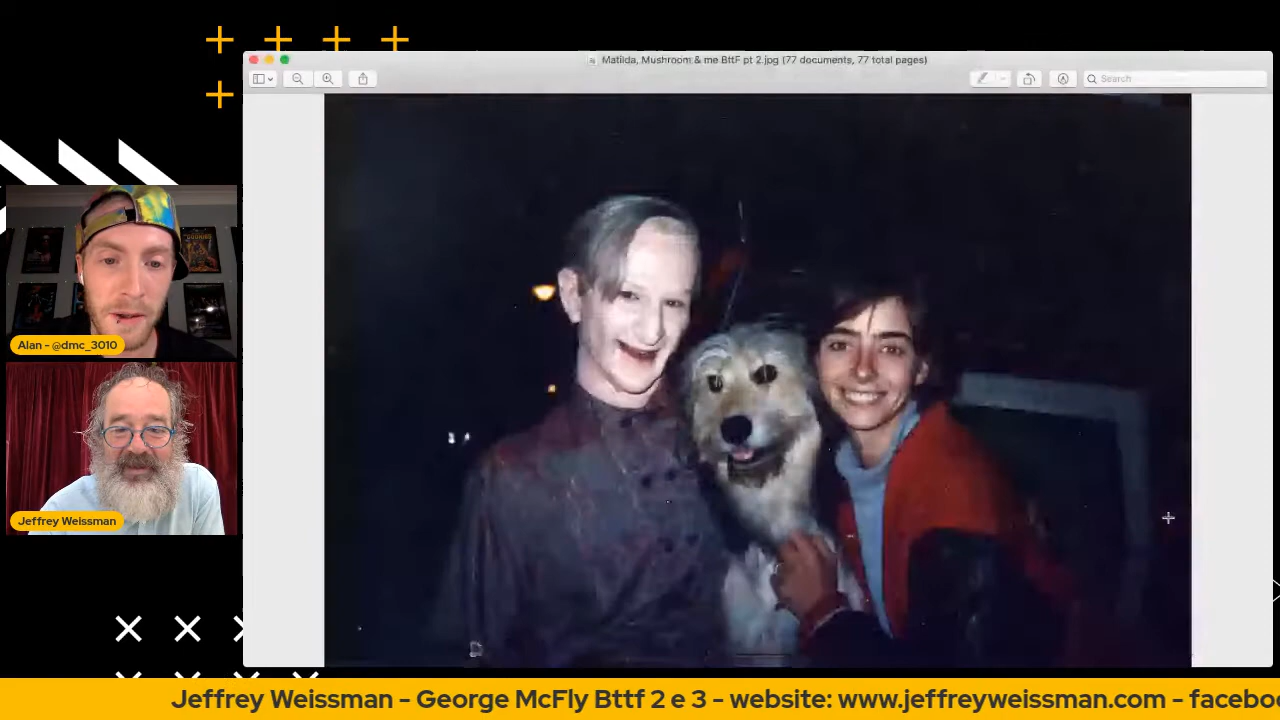 Matilda, Mushroom & me BttF pt 2.jpg (77 documents, 77 total pages)
Search
Alan - @dmc_3010
Jeffrey Weissman
Jeffrey Weissman - George McFly Bttf 2 e 3 - website: www.jeffreyweissman.com - facebo